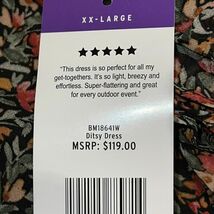 XX-LARGE
★★★★★
"This dress is so perfect for all my
get-togethers. It's so light, breezy and
effortless. Super-flattering and great
for every outdoor event."
BM18641W
Ditsy Dress
MSRP: $119.00